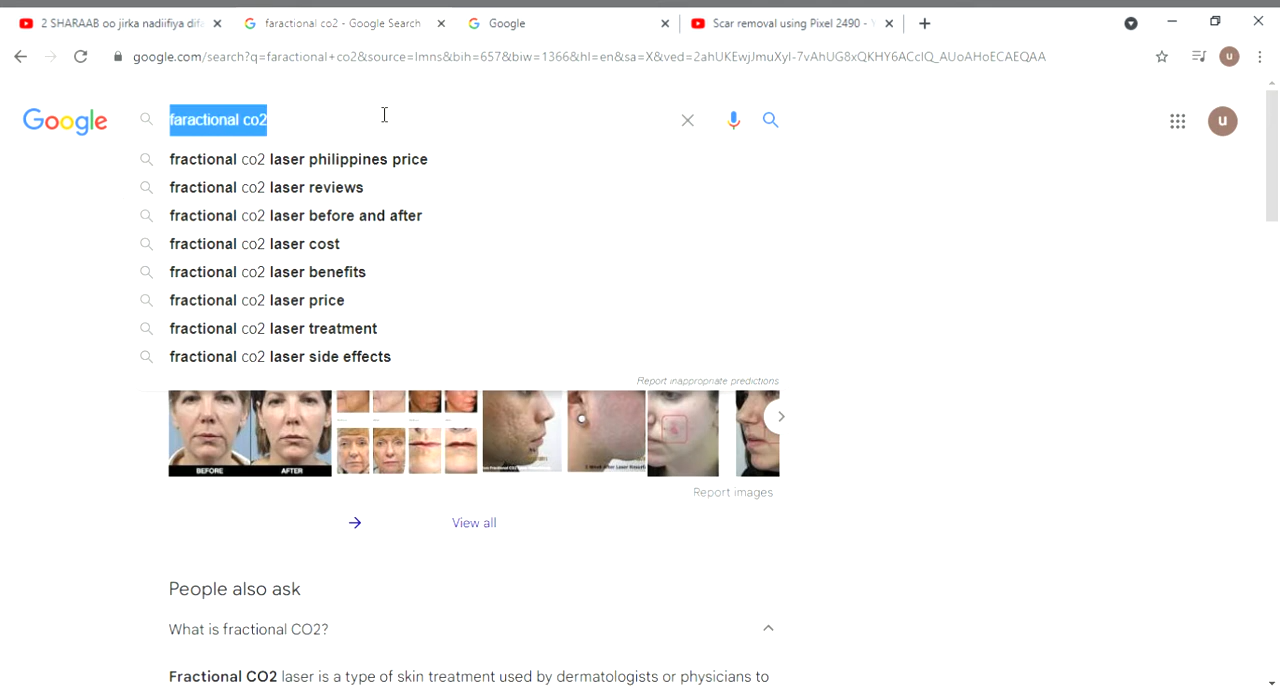 2 SHARAAB oo jirka nadiifiya difa
faractional co2 - Google Search
Google
Scar removal using Pixel 2490 -
google.com/search?q=faractional+co2&source=lmns&bih=657&biw=1366&hl=en&sa=X&ved=2ahUKEwjJmuXyl-7vAhUG8xQKHY6ACcIQ_AUoAHoECAEQAA
u
Google
faractional co2
u
fractional co2 laser philippines price
fractional co2 laser reviews
fractional co2 laser before and after
fractional co2 laser cost
fractional co2 laser benefits
fractional co2 laser price
fractional co2 laser treatment
fractional co2 laser side effects
Report inappropriate predictions
BEFORE
AFTER
Report images
View all
People also ask
What is fractional CO2?
Fractional CO2 laser is a type of skin treatment used by dermatologists or physicians to